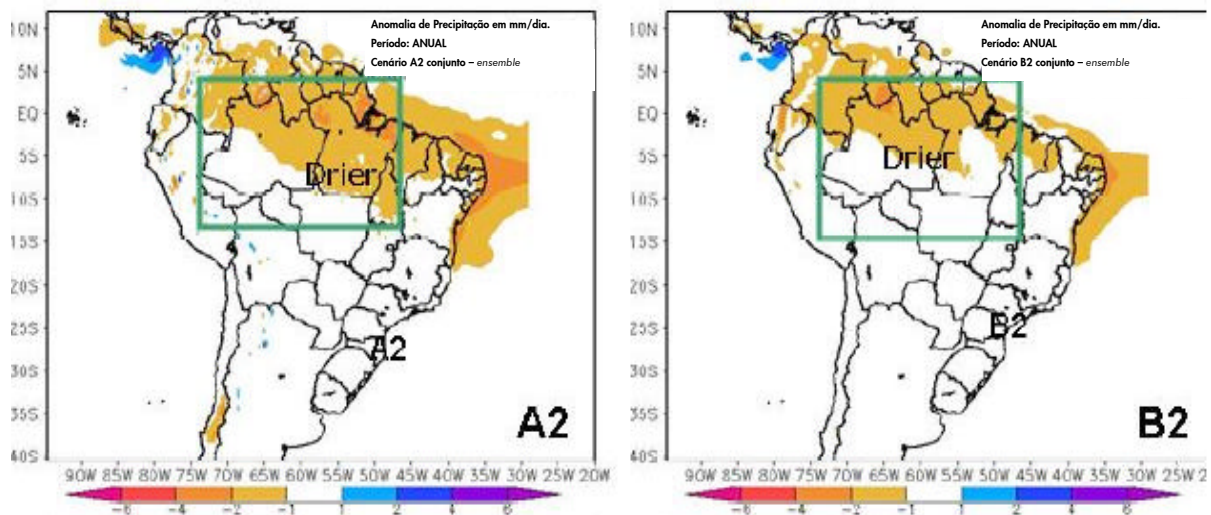 Anomalia de Precipitação em mm/dia.
Período: ANUAL
Cenário A2 conjunto – ensemble
10N
5N
EQ
5S
10S
15S
20S
25S
30S
35S
40S
Drier
A2
A2
90W 85W 80W 75W 70W 65W 60W 55W 50W 45W 40W 35W 30W 25W 20W
-6 -4 -2 -1 1 2 4 6
Anomalia de Precipitação em mm/dia.
Período: ANUAL
Cenário B2 conjunto – ensemble
10N
5N
EQ
5S
10S
15S
20S
25S
30S
35S
40S
Drier
B2
B2
90W 85W 80W 75W 70W 65W 60W 55W 50W 45W 40W 35W 30W 25W
-6 -4 -2 -1 1 2 4 6